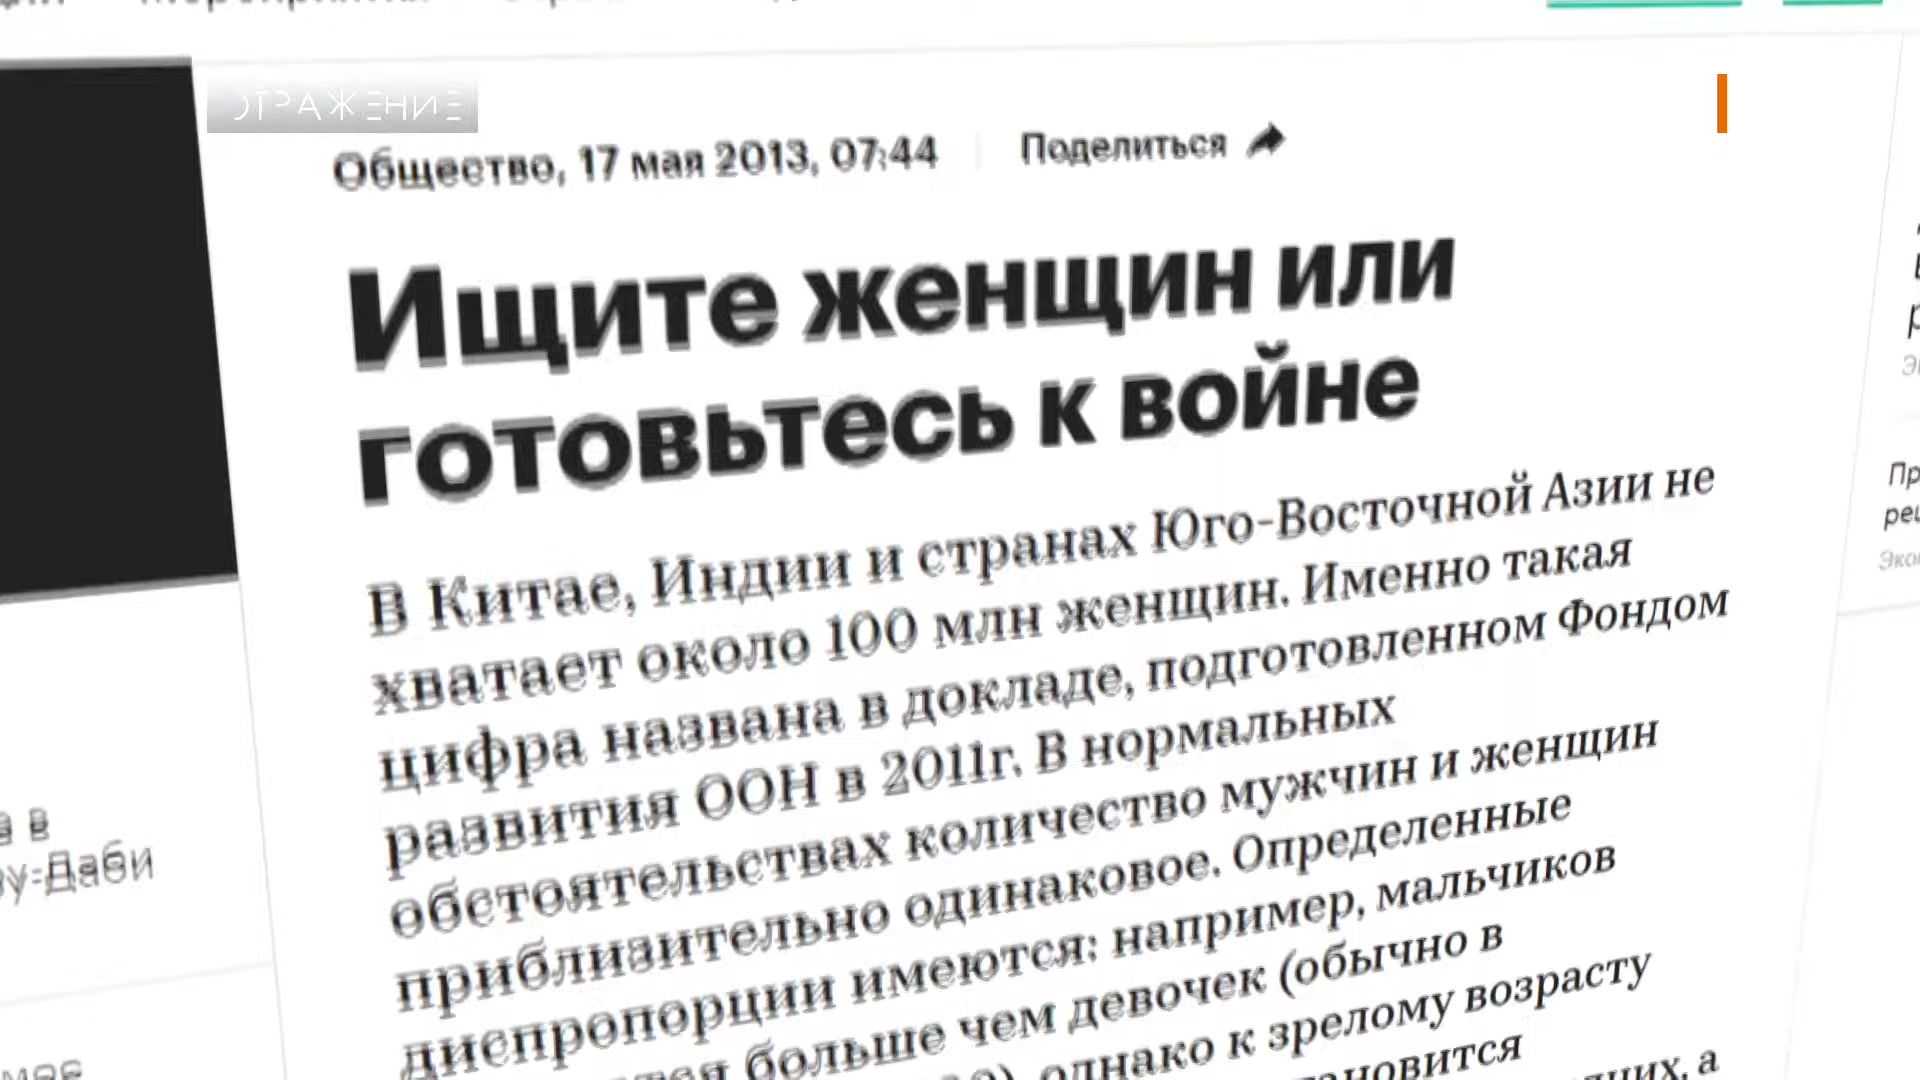 ОТРАЖЕНИЕ
Общество, 17 мая 2013, 07:44
Поделиться
Ищите женщин или
готовьтесь к войне
В Китае, Индии и странах Юго-Восточной Азии не
хватает около 100 млн женщин. Именно такая
цифра названа в докладе, подготовленном Фондом
развития ООН в 2011г. В нормальных
обстоятельствах количество мужчин и женщин
приблизительно одинаковое. Определенные
диспропорции имеются: например, мальчиков
больше чем девочек (обычно в
однако к зрелому возрасту